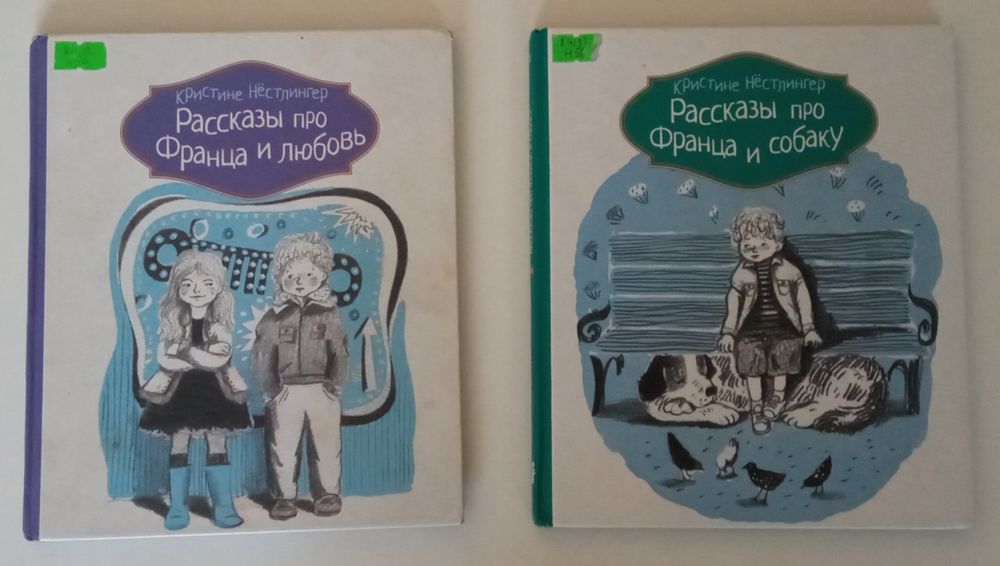 Кристине Нёстлингер
Рассказы про
Франца и любовь
Кристине Нёстлингер
Рассказы про
Франца и собаку